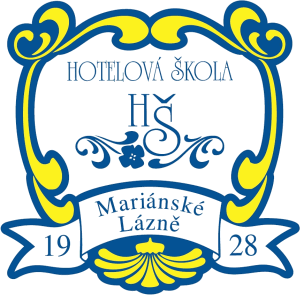 HOTELOVÁ ŠKOLA
HŠ
Mariánské
Lázně
19 28